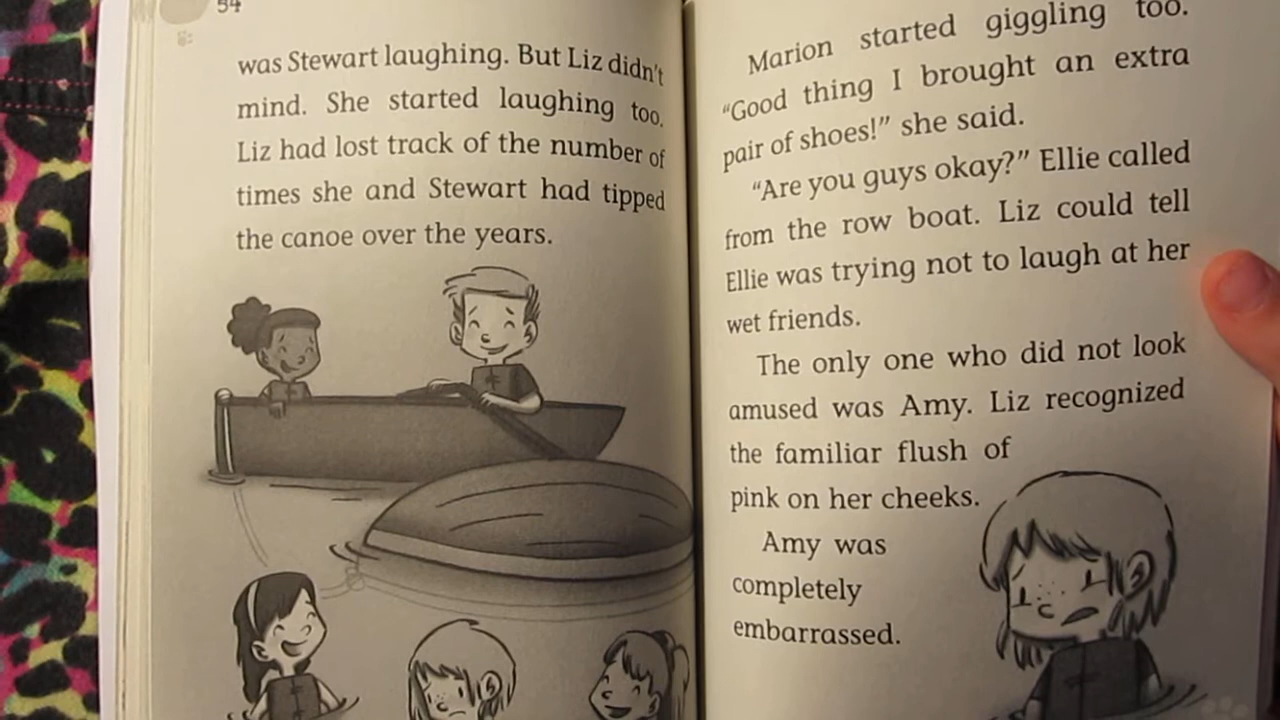 54
was Stewart laughing. But Liz didn't
mind. She started laughing too.
Liz had lost track of the number of
times she and Stewart had tipped
the canoe over the years.
Marion started giggling too.
“Good thing I brought an extra
pair of shoes!” she said.
“Are you guys okay?” Ellie called
from the row boat. Liz could tell
Ellie was trying not to laugh at her
wet friends.
The only one who did not look
amused was Amy. Liz recognized
the familiar flush of
pink on her cheeks.
Amy was
completely
embarrassed.